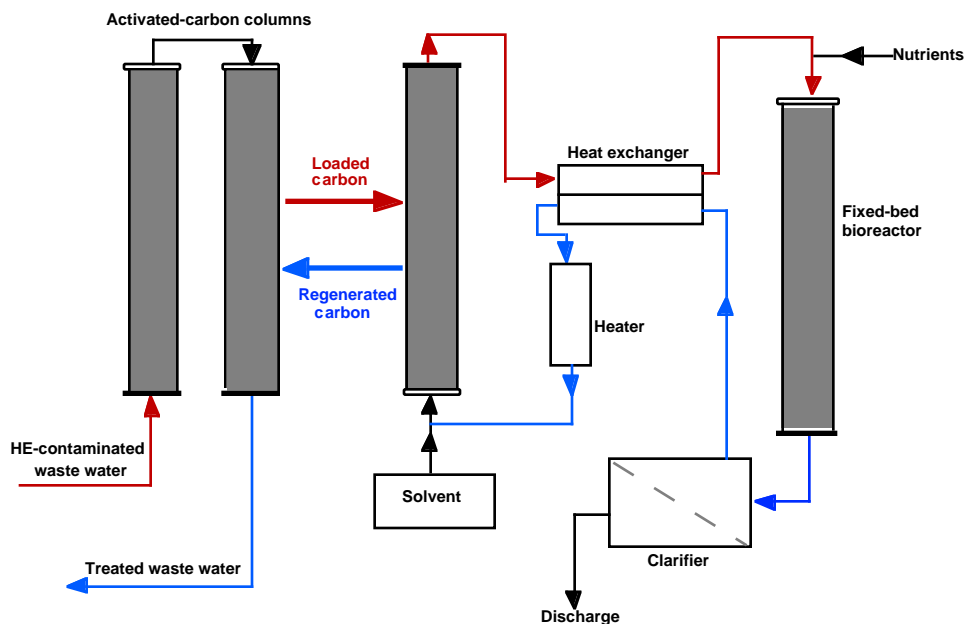 Activated-carbon columns
Nutrients
Loaded
carbon
Heat exchanger
Fixed-bed
bioreactor
Regenerated
carbon
Heater
HE-contaminated
waste water
Solvent
Treated waste water
Clarifier
Discharge